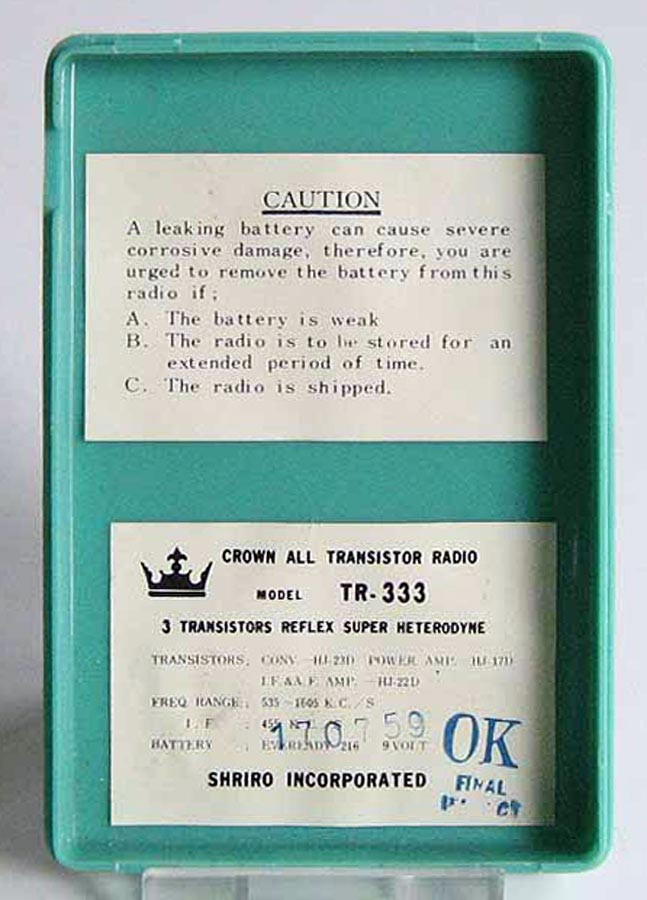 CAUTION
A leaking battery can cause severe
corrosive damage, therefore, you are
urged to remove the battery from this
radio if ;
A. The battery is weak
B. The radio is to be stored for an
extended period of time.
C. The radio is shipped.
CROWN ALL TRANSISTOR RADIO
MODEL TR-333
3 TRANSISTORS REFLEX SUPER HETERODYNE
TRANSISTORS; CONV. -HJ-23D POWER AMP. HJ-17D
I.F.&A.F. AMP. -HJ-22D
FREQ RANGE; 535~1605 K.C./S
I.F. ; 455 K.C./S
170759
BATTERY ; EVEREADY 216 9 VOLT
OK
SHRIRO INCORPORATED
FINAL